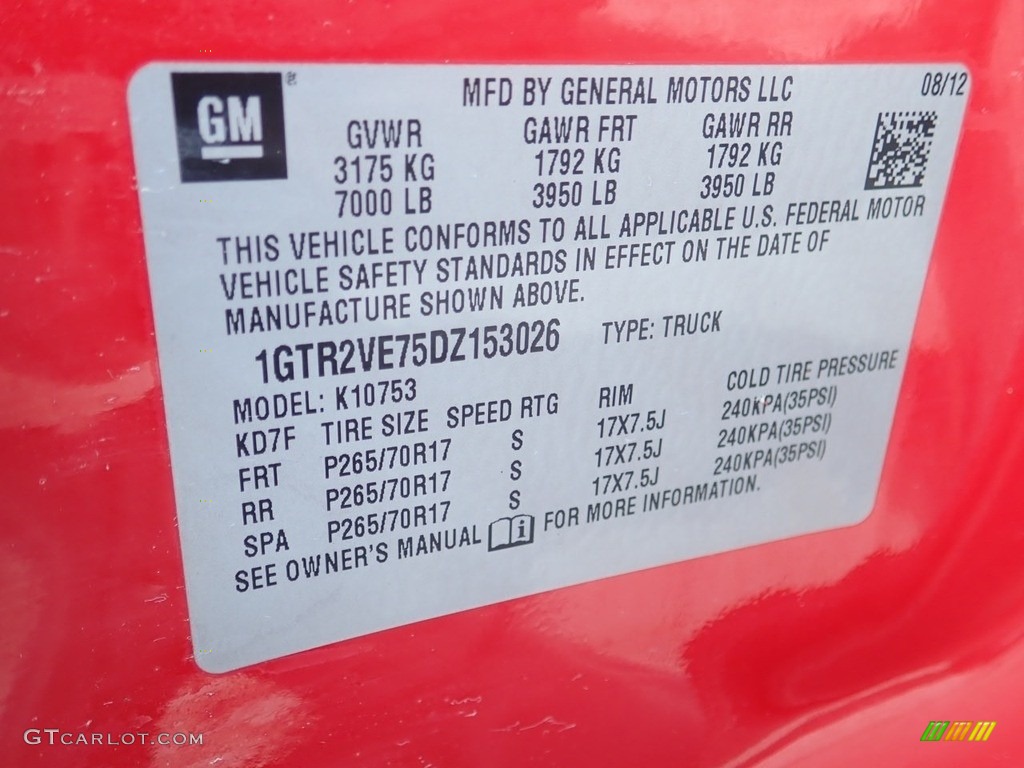 GM
MFD BY GENERAL MOTORS LLC 08/12
GVWR GAWR FRT GAWR RR
3175 KG 1792 KG 1792 KG
7000 LB 3950 LB 3950 LB
THIS VEHICLE CONFORMS TO ALL APPLICABLE U.S. FEDERAL MOTOR
VEHICLE SAFETY STANDARDS IN EFFECT ON THE DATE OF
MANUFACTURE SHOWN ABOVE.
1GTR2VE75DZ153026 TYPE: TRUCK
MODEL: K10753
KD7F TIRE SIZE SPEED RTG RIM COLD TIRE PRESSURE
FRT P265/70R17 S 17X7.5J 240KPA(35PSI)
RR P265/70R17 S 17X7.5J 240KPA(35PSI)
SPA P265/70R17 S 17X7.5J 240KPA(35PSI)
SEE OWNER'S MANUAL i FOR MORE INFORMATION.
GTCARLOT.COM